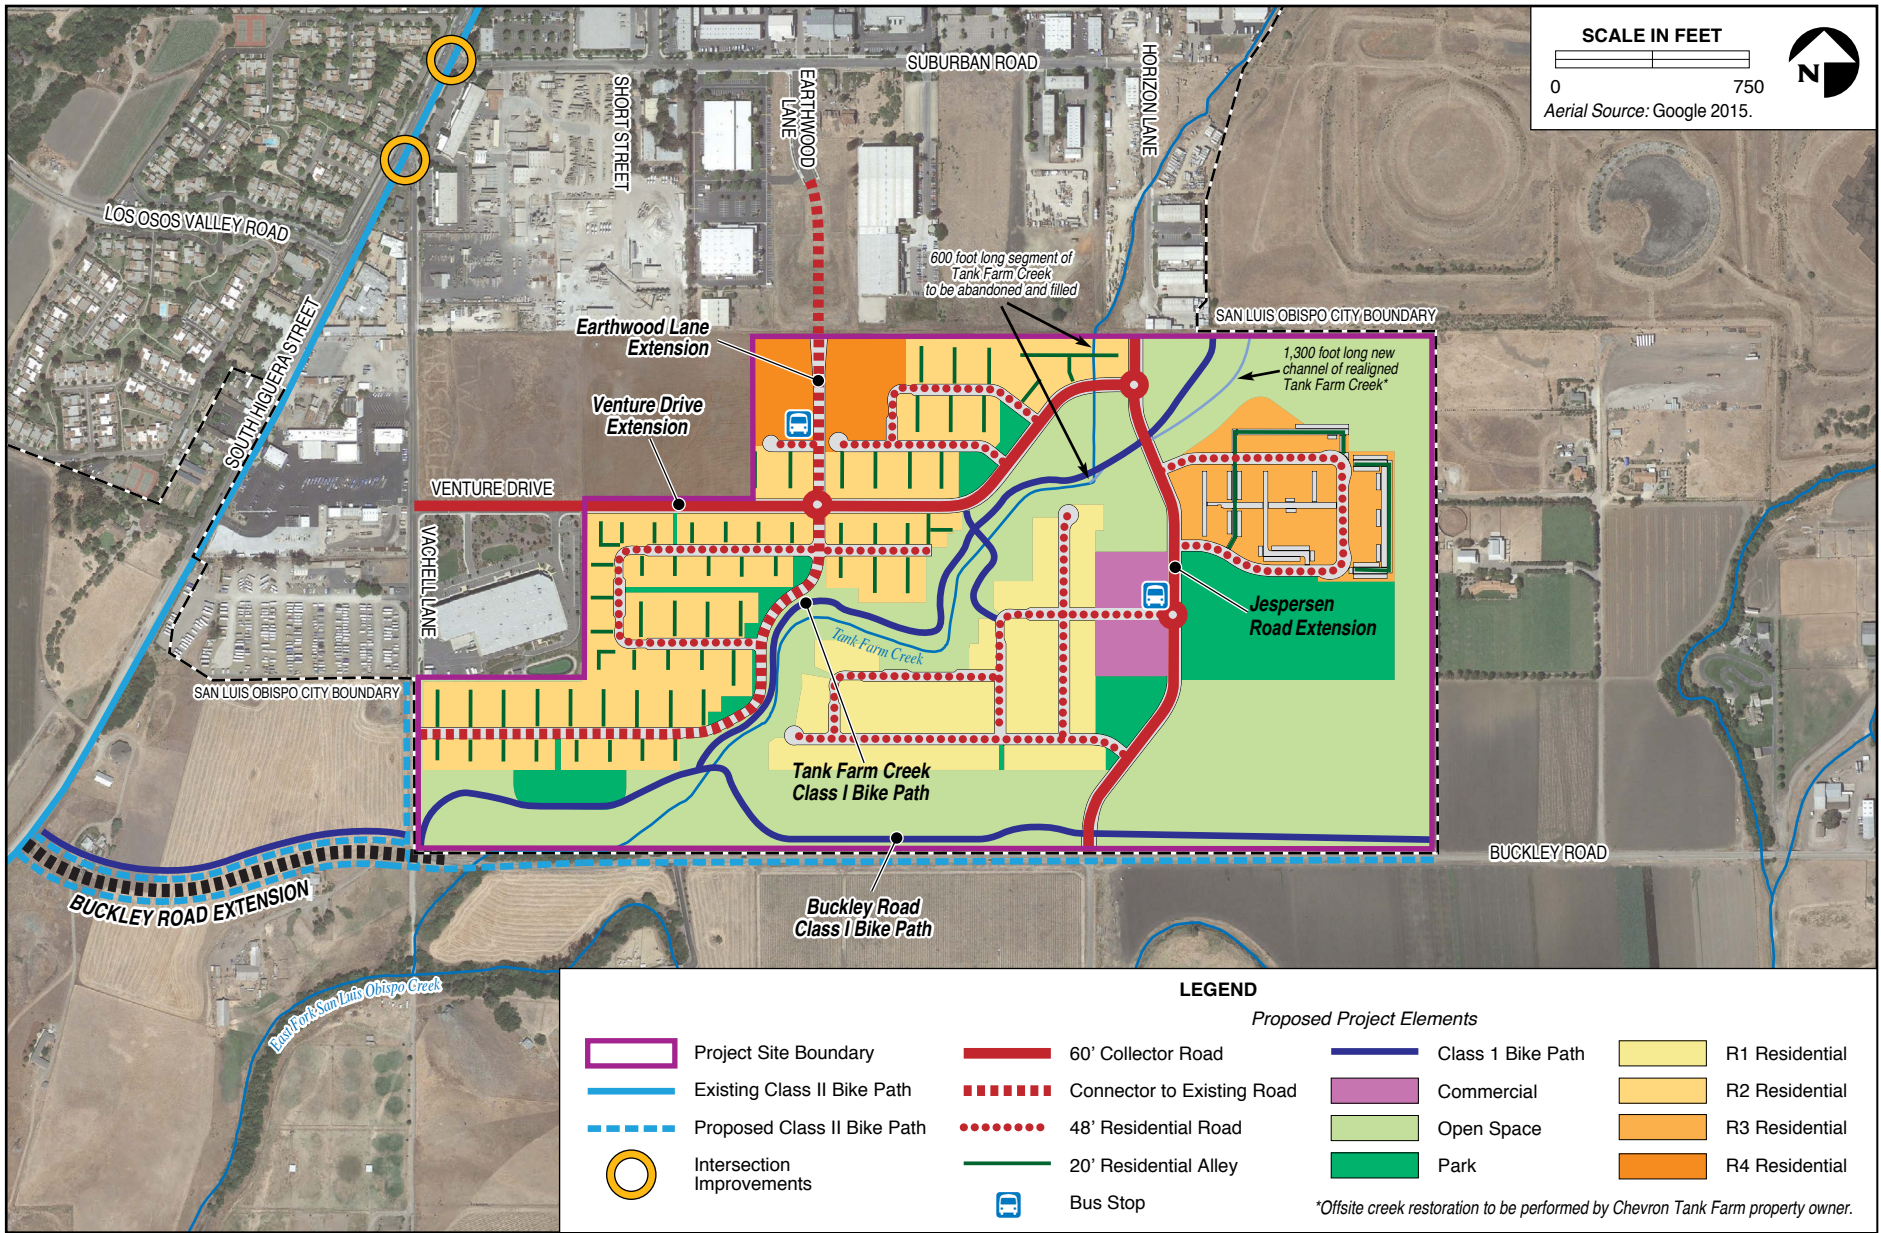 SCALE IN FEET
0 750
Aerial Source: Google 2015.
N
SUBURBAN ROAD
SHORT STREET
EARTHWOOD
LANE
HORIZON LANE
LOS OSOS VALLEY ROAD
SOUTH HIGUERA STREET
600 foot long segment of
Tank Farm Creek
to be abandoned and filled
SAN LUIS OBISPO CITY BOUNDARY
Earthwood Lane
Extension
1,300 foot long new
channel of realigned
Tank Farm Creek*
Venture Drive
Extension
VENTURE DRIVE
VACHELL LANE
Jespersen
Road Extension
Tank Farm Creek
SAN LUIS OBISPO CITY BOUNDARY
Tank Farm Creek
Class I Bike Path
BUCKLEY ROAD
BUCKLEY ROAD EXTENSION
Buckley Road
Class I Bike Path
East Fork San Luis Obispo Creek
LEGEND
Proposed Project Elements
Project Site Boundary
Existing Class II Bike Path
Proposed Class II Bike Path
Intersection
Improvements
60' Collector Road
Connector to Existing Road
48' Residential Road
20' Residential Alley
Bus Stop
Class 1 Bike Path
Commercial
Open Space
Park
R1 Residential
R2 Residential
R3 Residential
R4 Residential
*Offsite creek restoration to be performed by Chevron Tank Farm property owner.